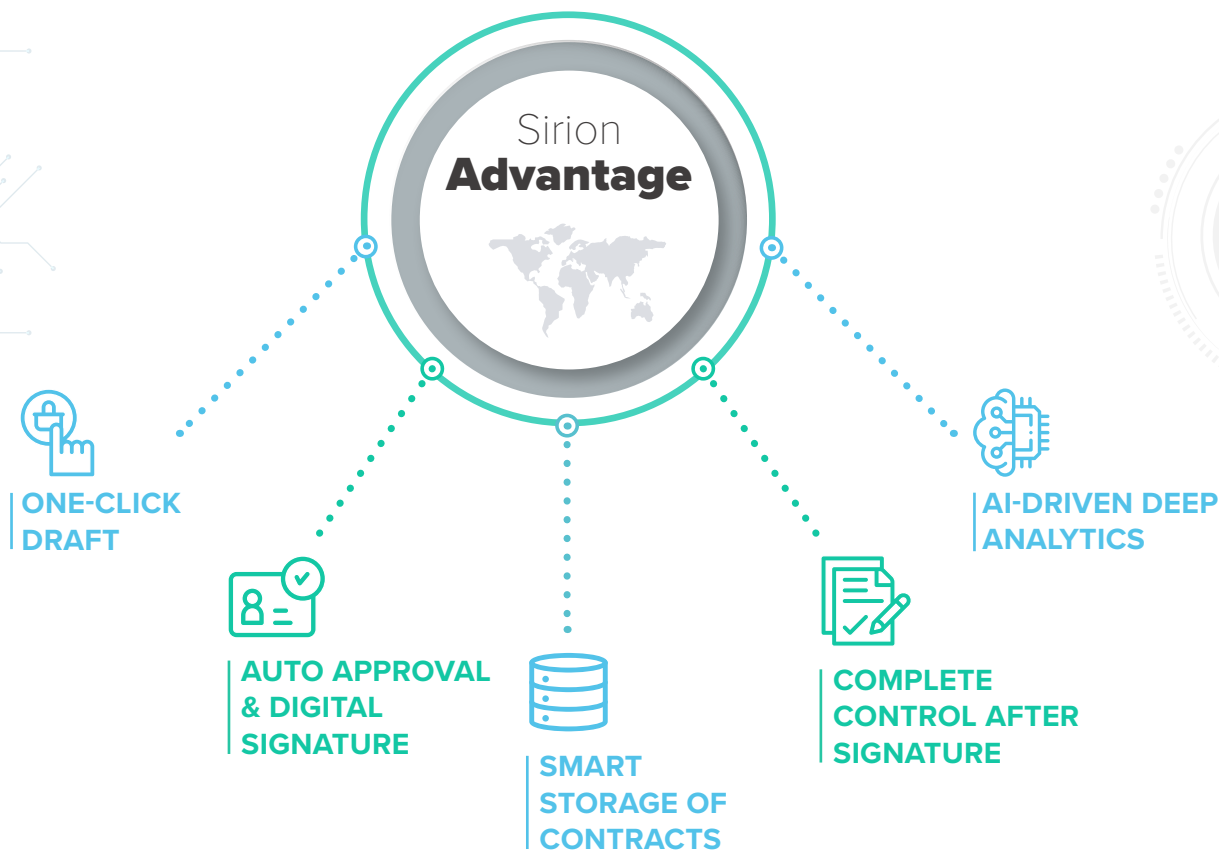 Sirion
Advantage
ONE-CLICK
DRAFT
AUTO APPROVAL
& DIGITAL
SIGNATURE
SMART
STORAGE OF
CONTRACTS
COMPLETE
CONTROL AFTER
SIGNATURE
AI-DRIVEN DEEP
ANALYTICS